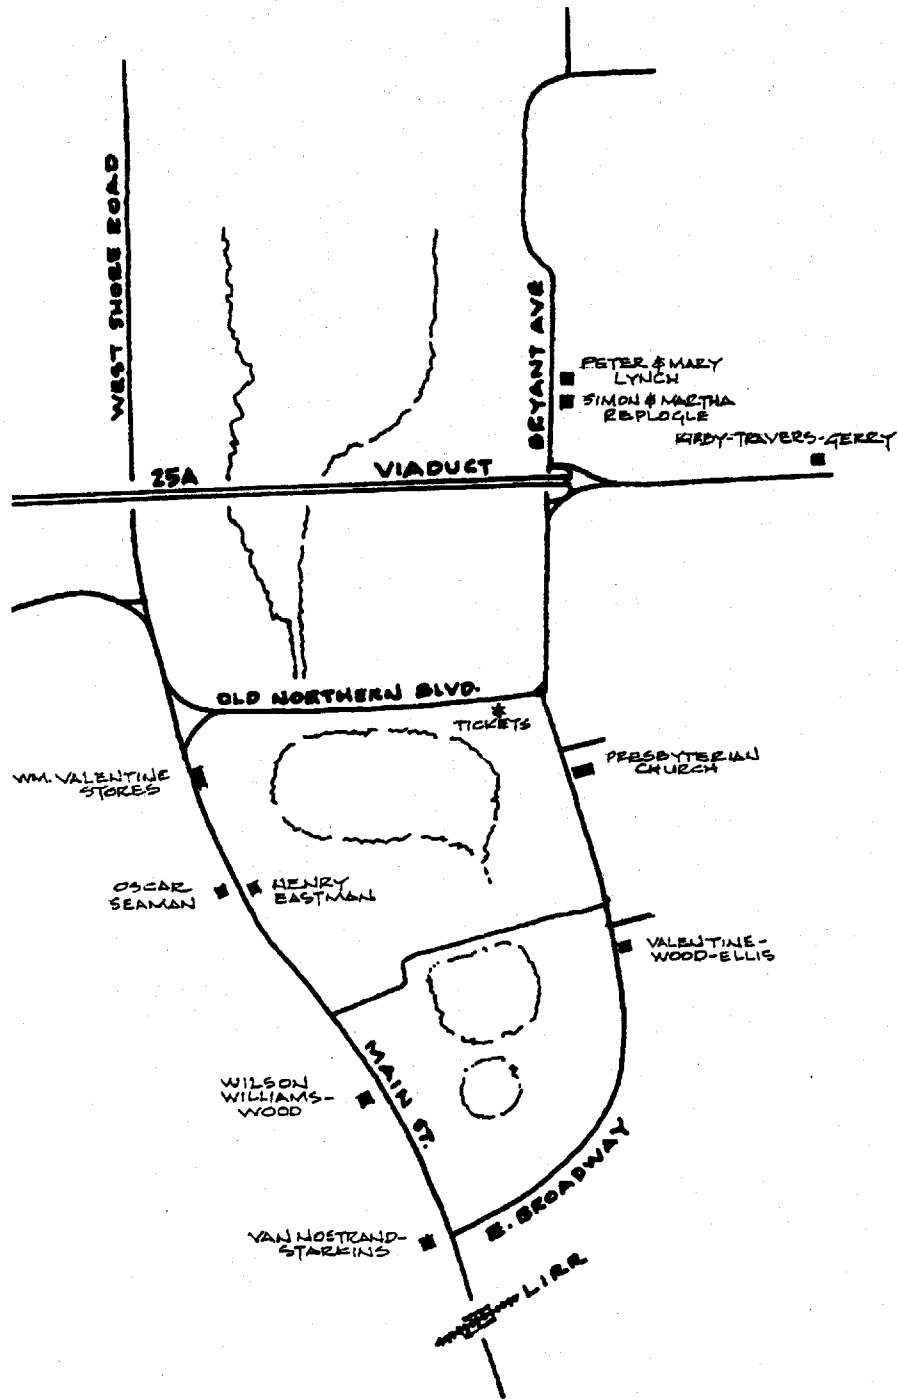 WEST SHORE ROAD
BRYANT AVE
PETER & MARY
LYNCH
SIMON & MARTHA
REPLOGLE
KIRBY-TRAVERS-GERRY
25A
VIADUCT
OLD NORTHERN BLVD.
*
TICKETS
WM. VALENTINE
STORES
PRESBYTERIAN
CHURCH
OSCAR
SEAMAN
HENRY
EASTMAN
VALENTINE-
WOOD-ELLIS
MAIN ST.
WILSON
WILLIAMS-
WOOD
E. BROADWAY
VAN NOSTRAND-
STARKINS
LIRR